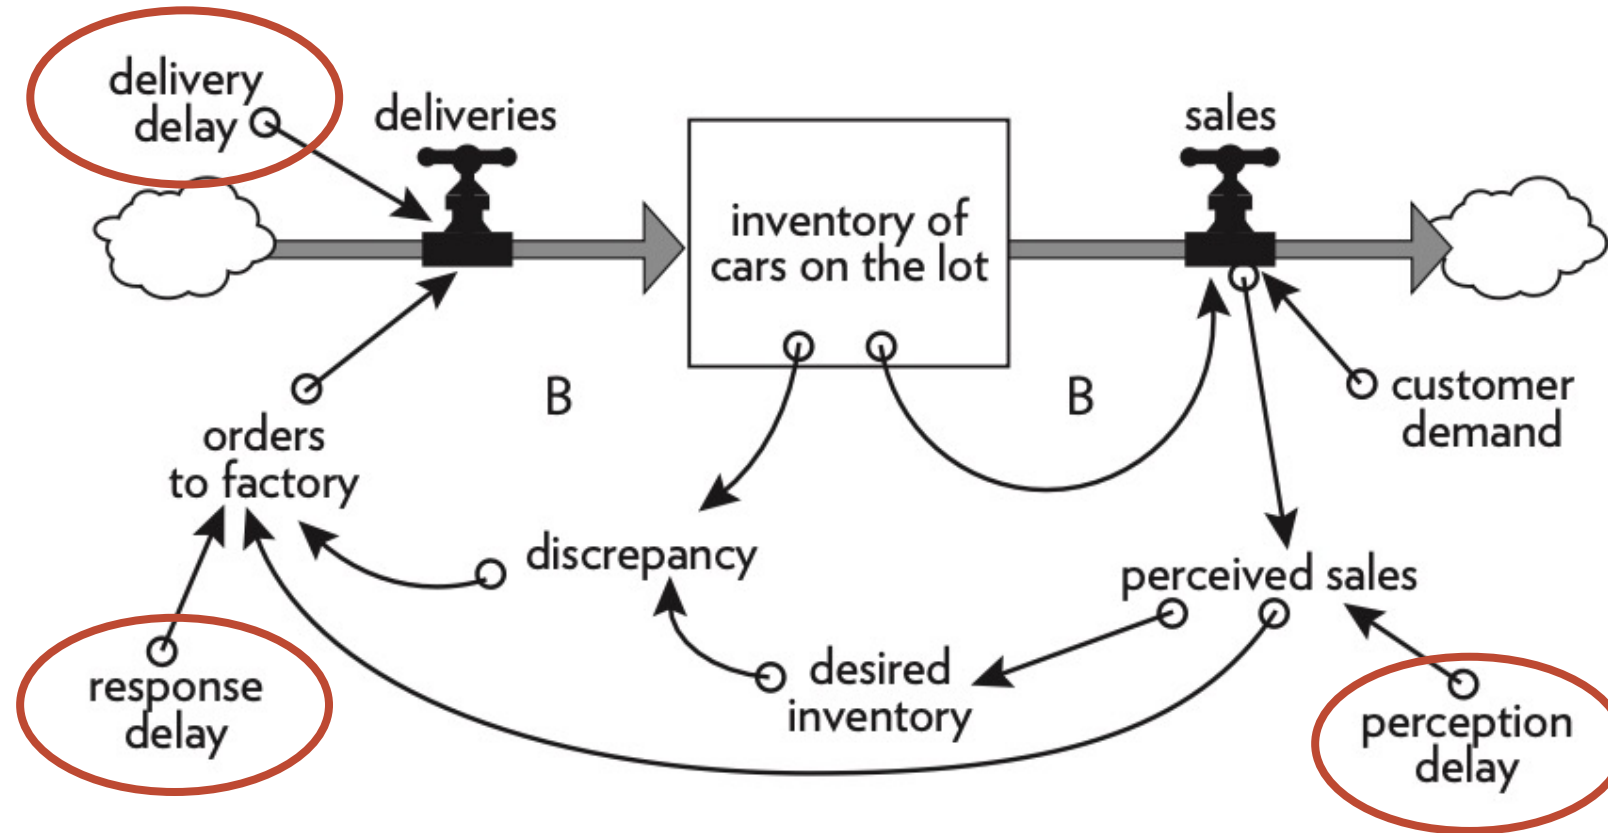 delivery
delay
deliveries
sales
inventory of
cars on the lot
B
B
customer
demand
orders
to factory
discrepancy
perceived sales
response
delay
desired
inventory
perception
delay